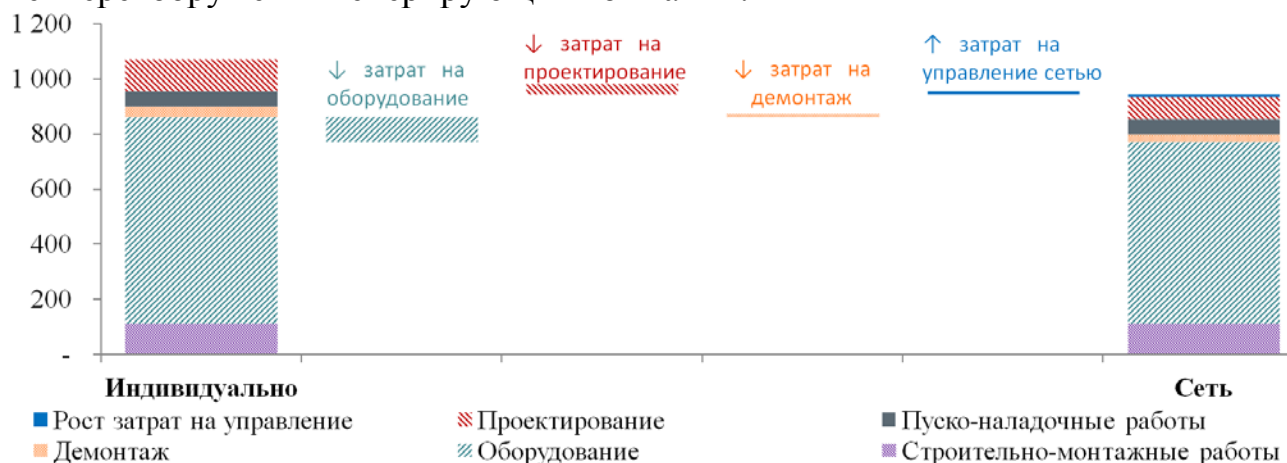 1 200
1 000
800
600
400
200
-
↓ затрат на
оборудование
↓ затрат на
проектирование
↓ затрат на
демонтаж
↑ затрат на
управление сетью
Индивидуально
Сеть
Рост затрат на управление
Проектирование
Пуско-наладочные работы
Демонтаж
Оборудование
Строительно-монтажные работы